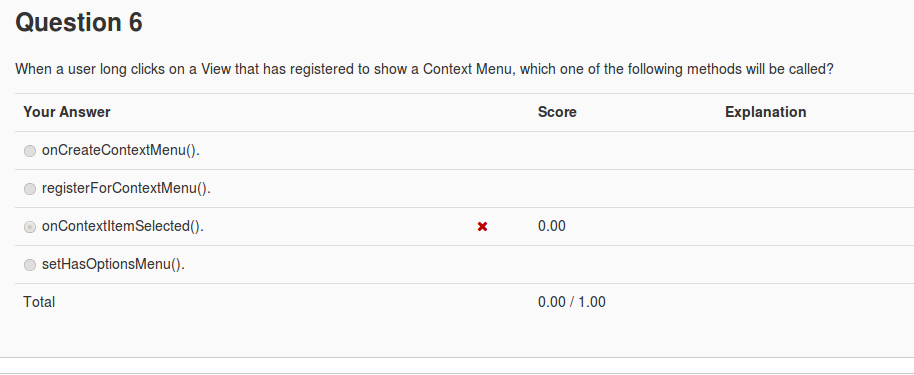 Question 6
When a user long clicks on a View that has registered to show a Context Menu, which one of the following methods will be called?
Your Answer Score Explanation
onCreateContextMenu().
registerForContextMenu().
onContextItemSelected(). ✖ 0.00
setHasOptionsMenu().
Total 0.00 / 1.00